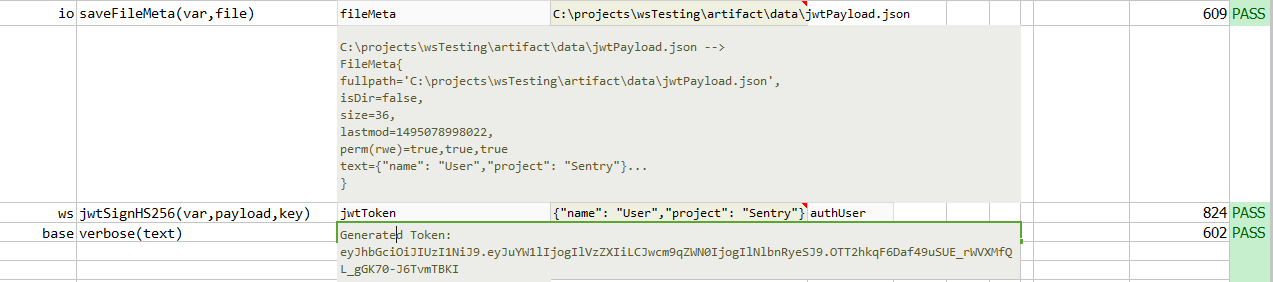 io saveFileMeta(var,file) fileMeta C:\projects\wsTesting\artifact\data\jwtPayload.json 609 PASS
C:\projects\wsTesting\artifact\data\jwtPayload.json -->
FileMeta{
fullpath='C:\projects\wsTesting\artifact\data\jwtPayload.json',
isDir=false,
size=36,
lastmod=1495078998022,
perm(rwe)=true,true,true
text={"name": "User","project": "Sentry"}...
}
ws jwtSignHS256(var,payload,key) jwtToken {"name": "User","project": "Sentry"} authUser 824 PASS
base verbose(text) Generated Token: 602 PASS
eyJhbGciOiJIUzI1NiJ9.eyJuYW1lIjogIlVzZXIiLCJwcm9qZWN0IjogIlNlbnRyeSJ9.OTT2hkqF6Daf49uSUE_rWVXMfQ
L_gGK70-J6TvmTBKI